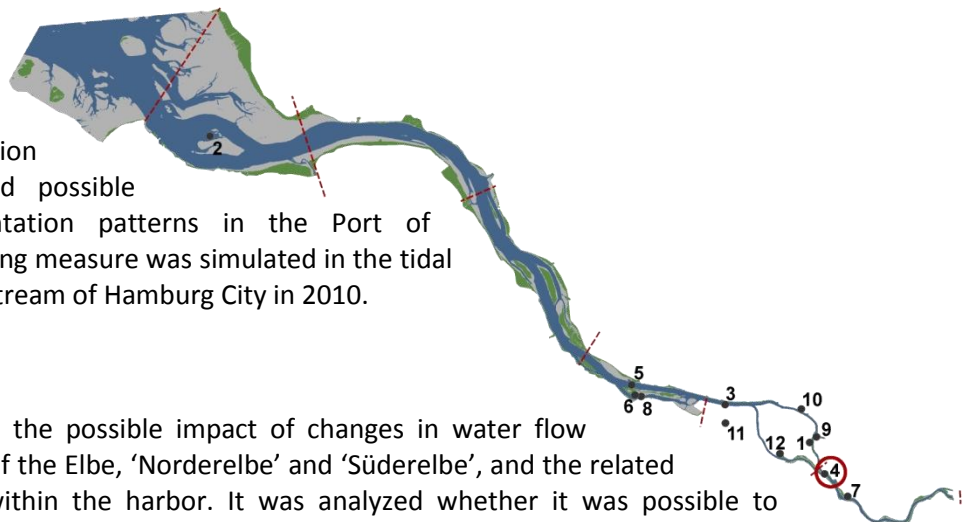 2
ion
d possible
tation patterns in the Port of
ng measure was simulated in the tidal
tream of Hamburg City in 2010.
5
6 8
3
10
11
9
1
12
4
7
the possible impact of changes in water flow
f the Elbe, ‘Norderelbe’ and ‘Süderelbe’, and the related
within the harbor. It was analyzed whether it was possible to